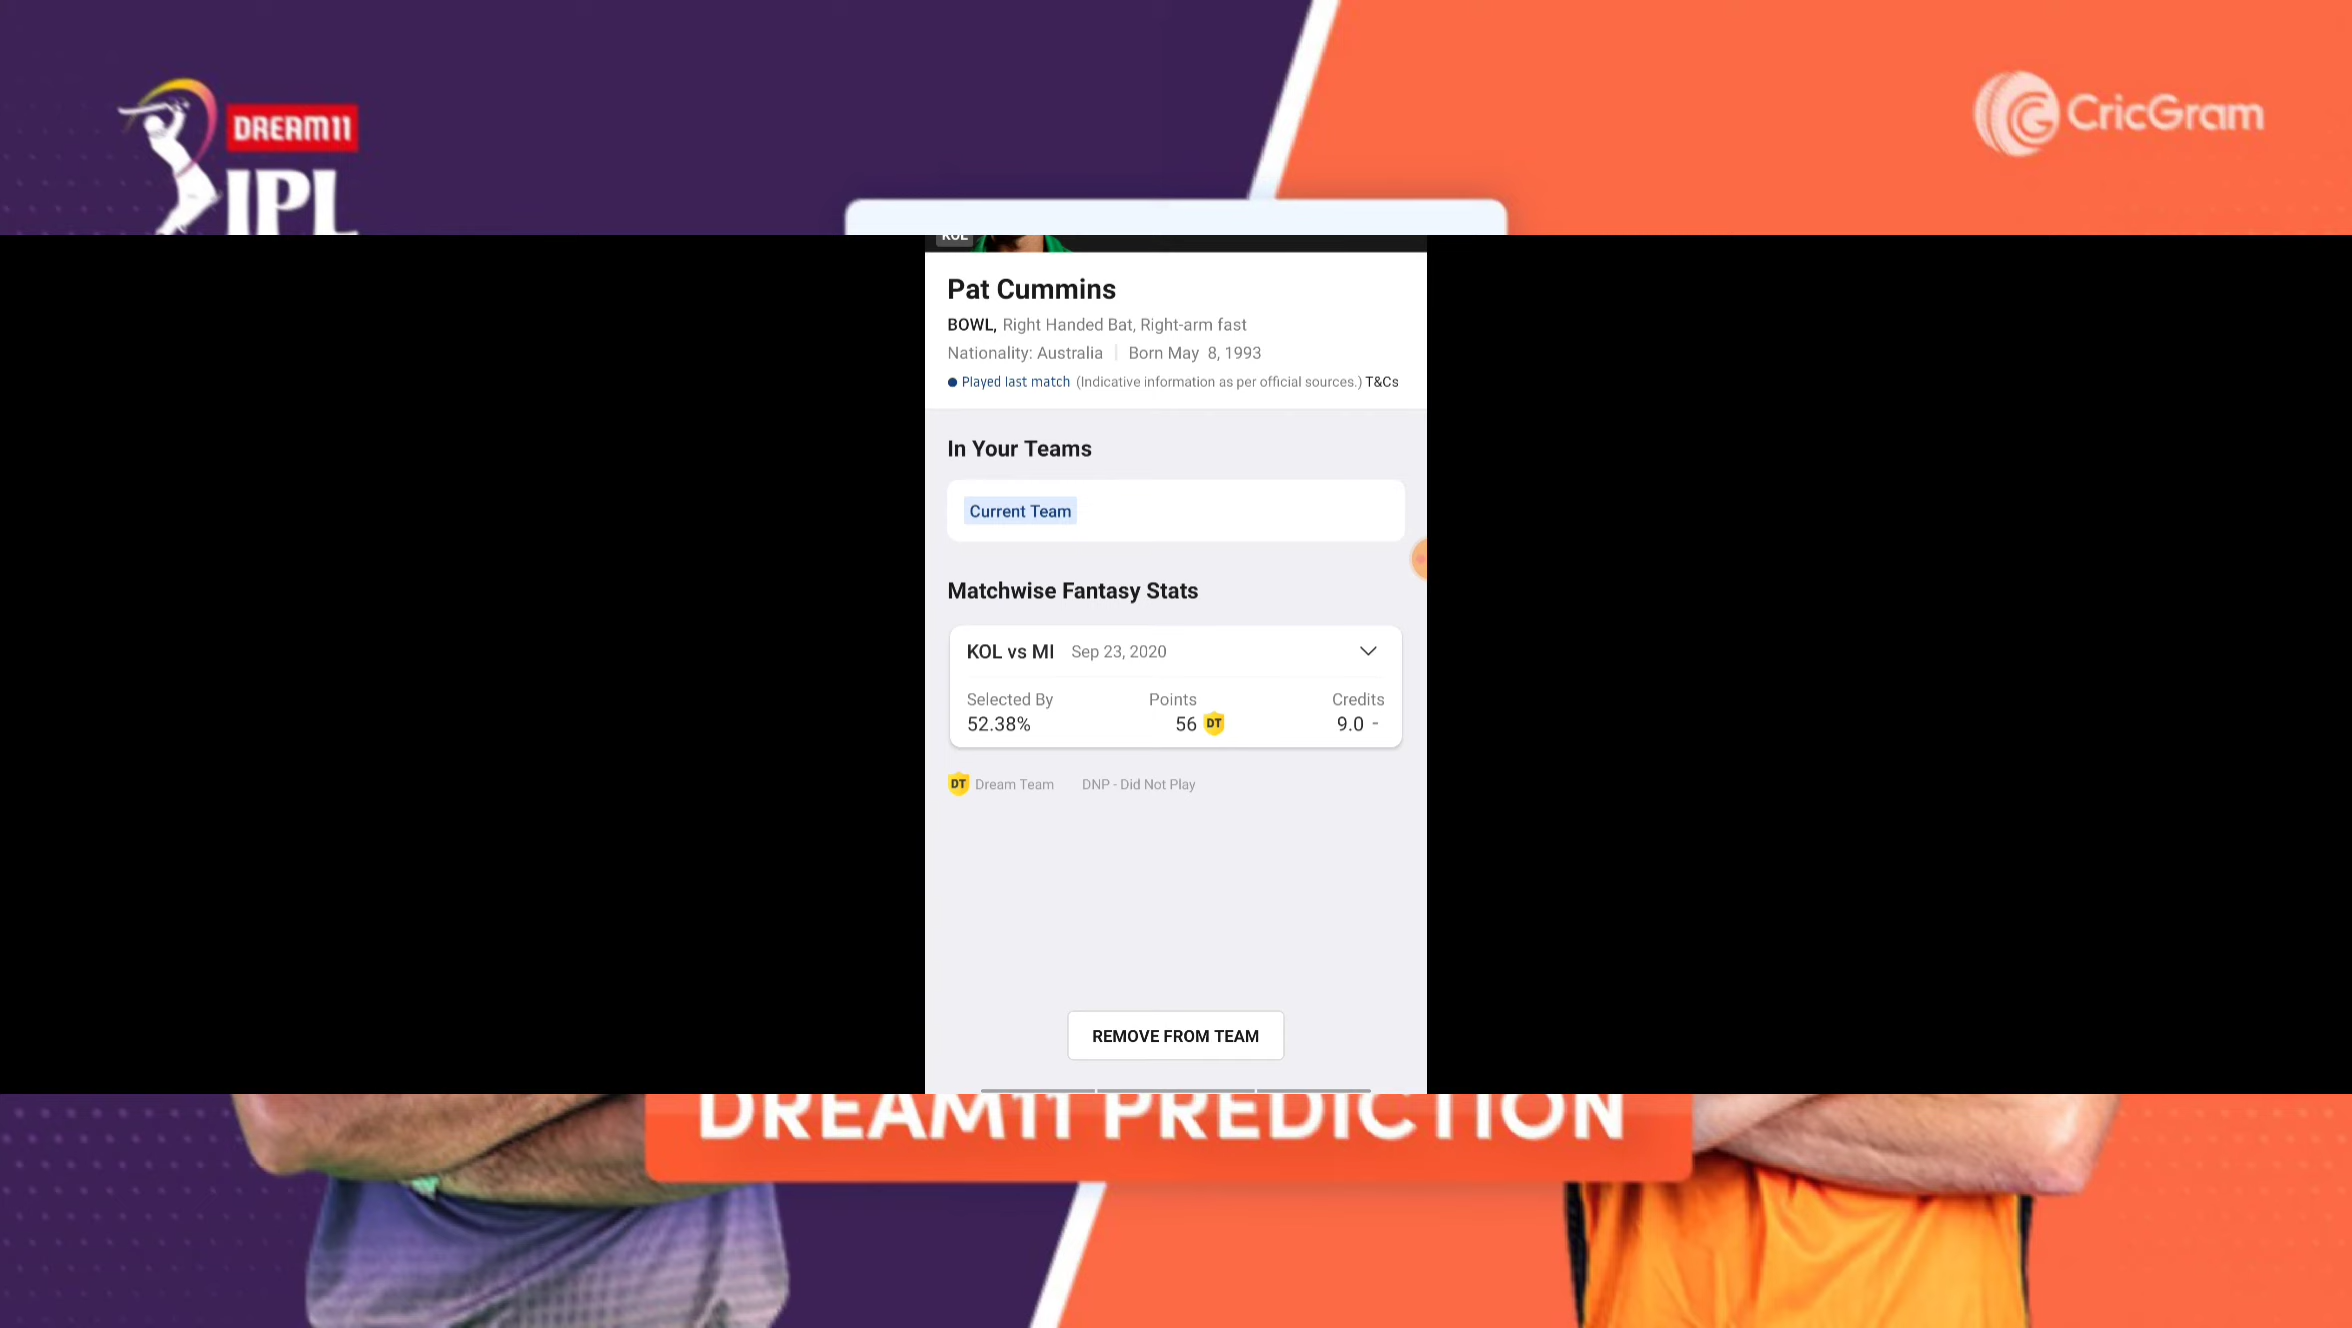 DREAM11
IPL
CricGram
KOL
Pat Cummins
BOWL, Right Handed Bat, Right-arm fast
Nationality: Australia | Born May 8, 1993
Played last match (Indicative information as per official sources.) T&Cs
In Your Teams
Current Team
Matchwise Fantasy Stats
KOL vs MI Sep 23, 2020
Selected By Points Credits
52.38% 56 DT 9.0 -
DT Dream Team DNP - Did Not Play
REMOVE FROM TEAM
DREAM11 PREDICTION